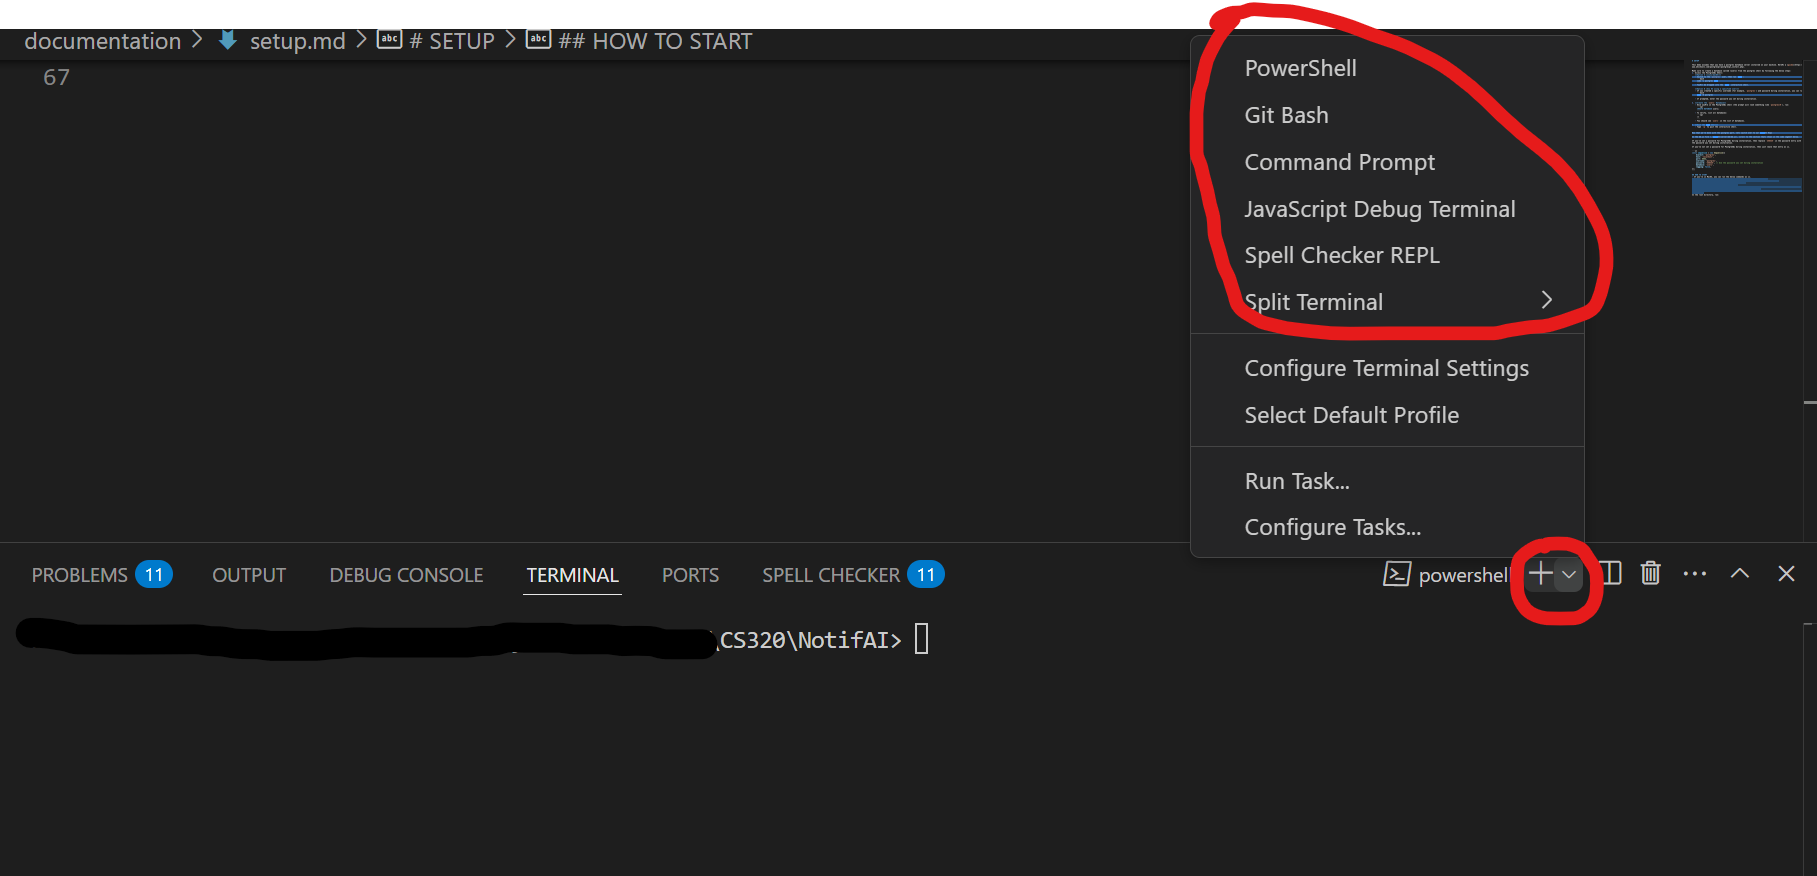 documentation > setup.md > # SETUP > ## HOW TO START
67
PowerShell
Git Bash
Command Prompt
JavaScript Debug Terminal
Spell Checker REPL
Split Terminal
Configure Terminal Settings
Select Default Profile
Run Task...
Configure Tasks...
PROBLEMS 11 OUTPUT DEBUG CONSOLE TERMINAL PORTS SPELL CHECKER 11 powershell
\CS320\NotifAI>